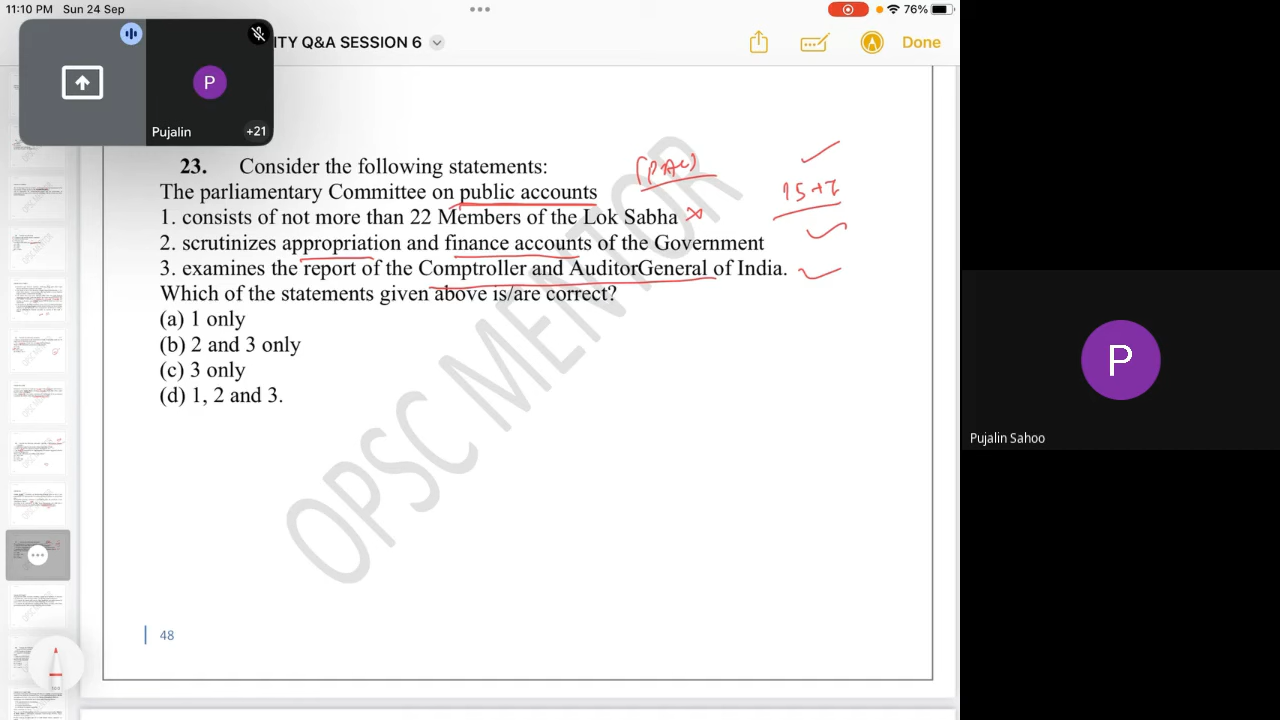 11:10 PM Sun 24 Sep
76%
ITY Q&A SESSION 6
Done
P
Pujalin
+21
23. Consider the following statements:
(PAC)
The parliamentary Committee on public accounts
15+7
1. consists of not more than 22 Members of the Lok Sabha ×
2. scrutinizes appropriation and finance accounts of the Government
3. examines the report of the Comptroller and AuditorGeneral of India.
Which of the statements given above is/are correct?
(a) 1 only
(b) 2 and 3 only
(c) 3 only
(d) 1, 2 and 3.
OPSC MENTOR
48
P
Pujalin Sahoo